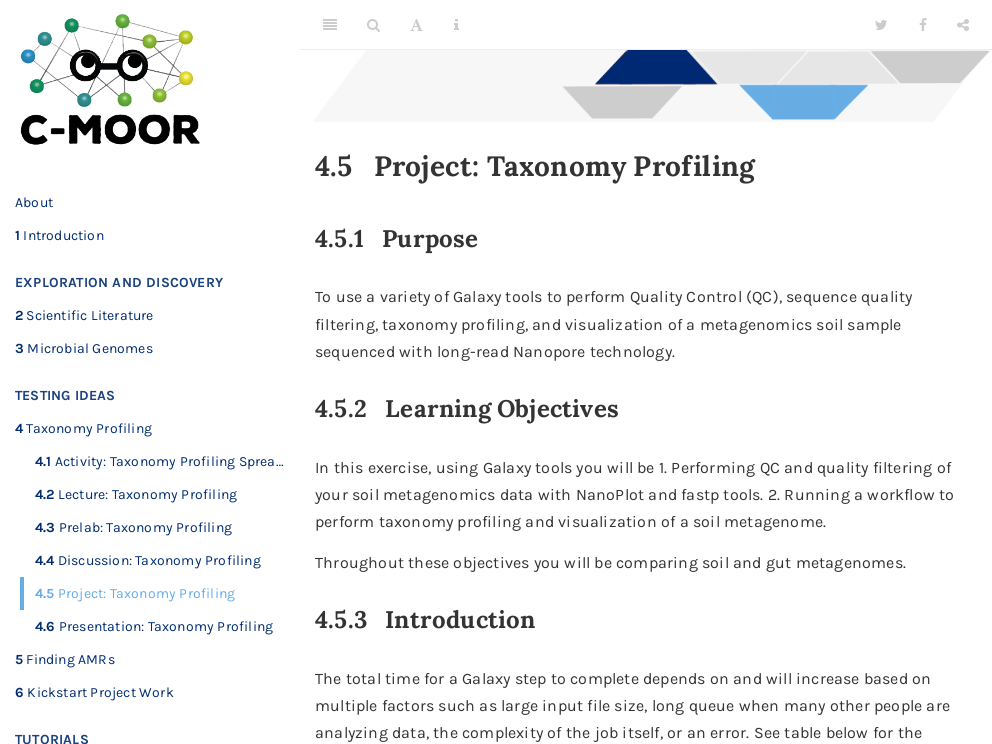 C-MOOR
About
1 Introduction
EXPLORATION AND DISCOVERY
2 Scientific Literature
3 Microbial Genomes
TESTING IDEAS
4 Taxonomy Profiling
4.1 Activity: Taxonomy Profiling Sprea...
4.2 Lecture: Taxonomy Profiling
4.3 Prelab: Taxonomy Profiling
4.4 Discussion: Taxonomy Profiling
4.5 Project: Taxonomy Profiling
4.6 Presentation: Taxonomy Profiling
5 Finding AMRs
6 Kickstart Project Work
TUTORIALS
4.5 Project: Taxonomy Profiling
4.5.1 Purpose
To use a variety of Galaxy tools to perform Quality Control (QC), sequence quality
filtering, taxonomy profiling, and visualization of a metagenomics soil sample
sequenced with long-read Nanopore technology.
4.5.2 Learning Objectives
In this exercise, using Galaxy tools you will be 1. Performing QC and quality filtering of
your soil metagenomics data with NanoPlot and fastp tools. 2. Running a workflow to
perform taxonomy profiling and visualization of a soil metagenome.
Throughout these objectives you will be comparing soil and gut metagenomes.
4.5.3 Introduction
The total time for a Galaxy step to complete depends on and will increase based on
multiple factors such as large input file size, long queue when many other people are
analyzing data, the complexity of the job itself, or an error. See table below for the